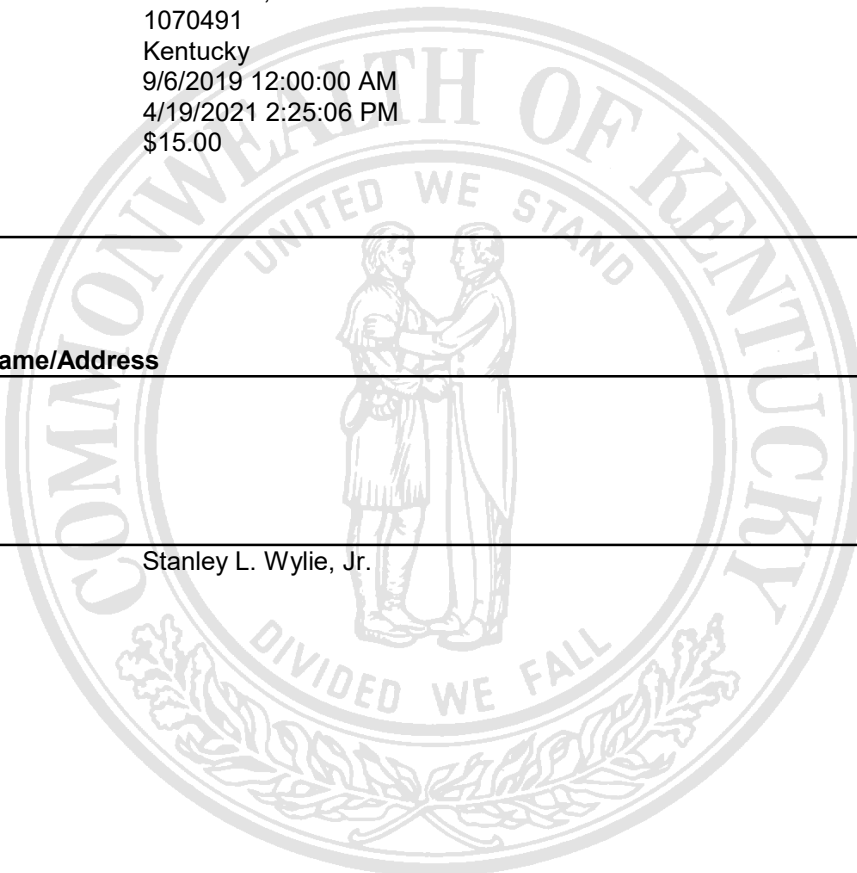 1070491
Kentucky
9/6/2019 12:00:00 AM
4/19/2021 2:25:06 PM
$15.00
COMMONWEALTH OF KENTUCKY
UNITED WE STAND
ame/Address
Stanley L. Wylie, Jr.
DIVIDED WE FALL